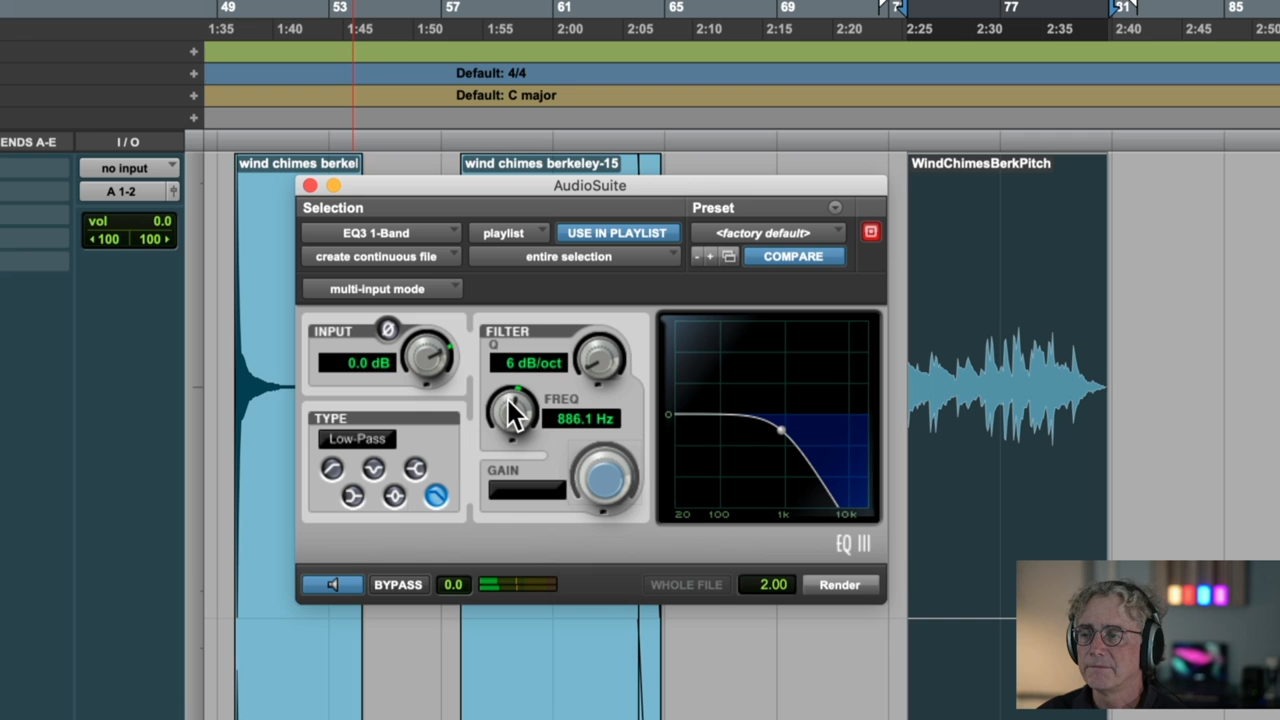 49 53 57 61 65 69 77 81 85
1:35 1:40 1:45 1:50 1:55 2:00 2:05 2:10 2:15 2:20 2:25 2:30 2:35 2:40 2:45 2:50
Default: 4/4
Default: C major
ENDS A-E I / O
no input
A 1-2
vol 0.0
100 100
wind chimes berkel
wind chimes berkeley-15
WindChimesBerkPitch
AudioSuite
Selection Preset
EQ3 1-Band playlist USE IN PLAYLIST <factory default>
create continuous file entire selection - + COMPARE
multi-input mode
INPUT Ø
0.0 dB
TYPE
Low-Pass
FILTER
Q
6 dB/oct
FREQ
886.1 Hz
GAIN
0
20 100 1k 10k
EQ III
BYPASS 0.0 WHOLE FILE 2.00 Render